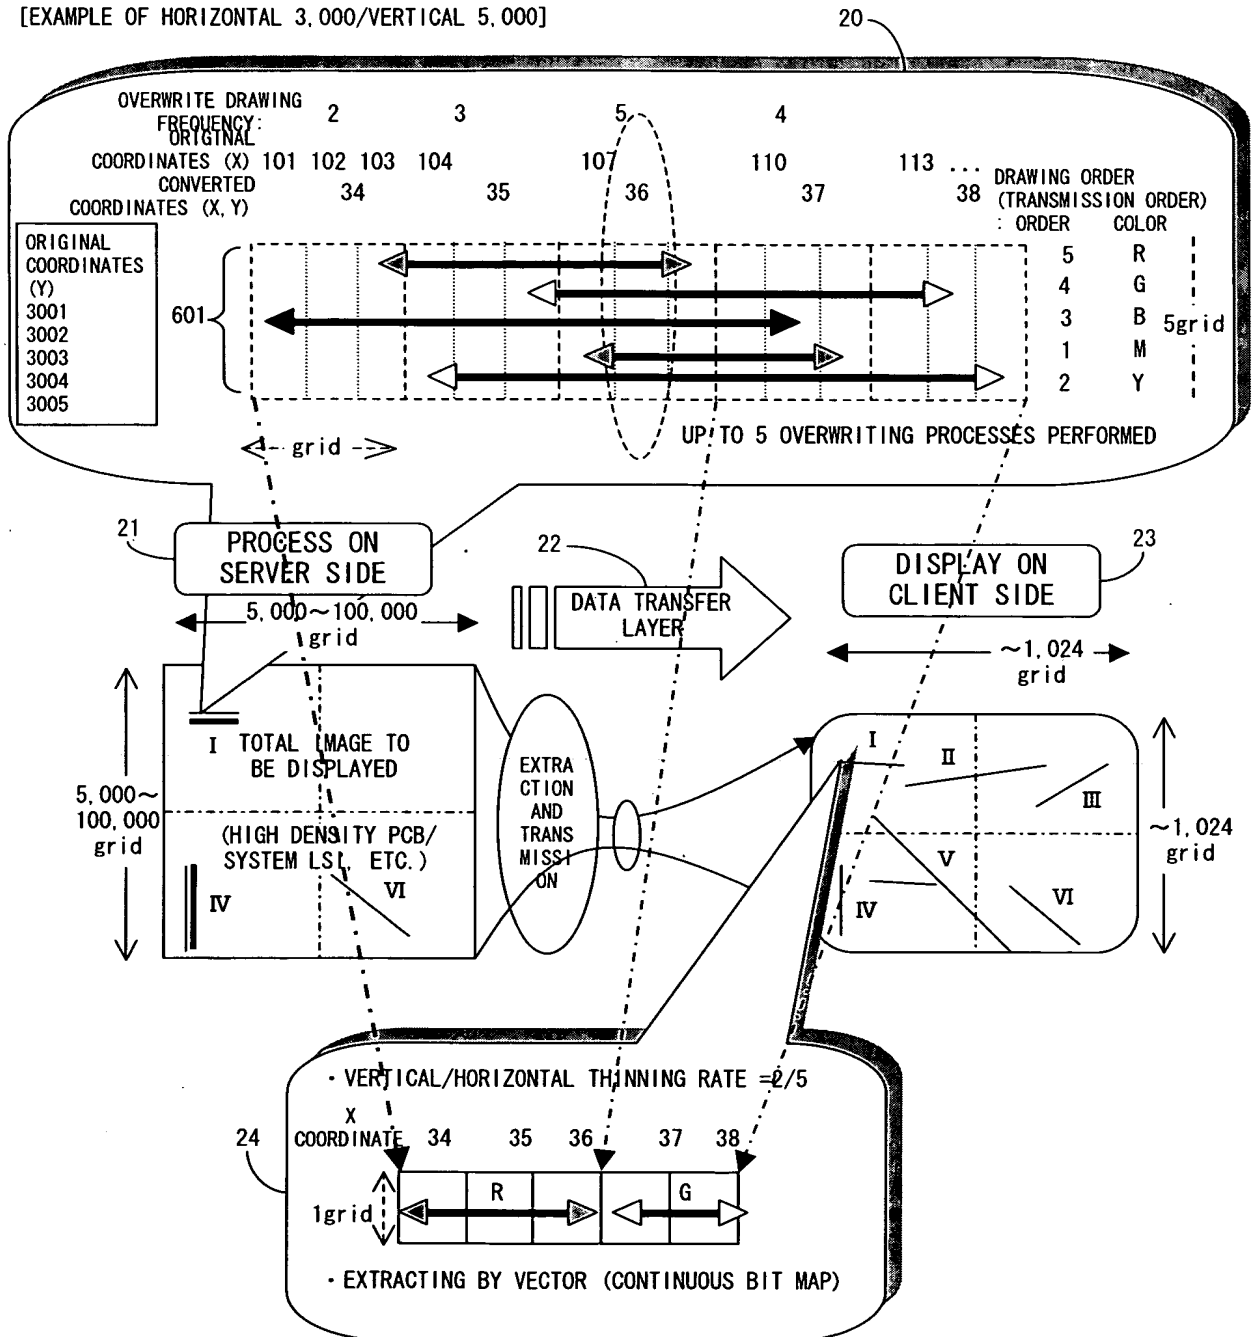 [EXAMPLE OF HORIZONTAL 3,000/VERTICAL 5,000]
20
OVERWRITE DRAWING
FREQUENCY:
2 3 5 4
ORIGTNAL
COORDINATES (X) 101 102 103 104 107 110 113 ...
CONVERTED
COORDINATES (X,Y)
34 35 36 37 38
DRAWING ORDER
(TRANSMISSION ORDER)
: ORDER COLOR
ORIGINAL
COORDINATES
(Y)
3001
3002
3003
3004
3005
601
5 R
4 G
3 B
1 M
2 Y
5grid
grid
UP TO 5 OVERWRITING PROCESSES PERFORMED
21
PROCESS ON
SERVER SIDE
22
DATA TRANSFER
LAYER
23
DISPLAY ON
CLIENT SIDE
5,000~100,000
grid
~1,024
grid
5,000~
100,000
grid
I TOTAL IMAGE TO
BE DISPLAYED
(HIGH DENSITY PCB/
SYSTEM LSI, ETC.)
IV
VI
EXTRA
CTION
AND
TRANS
MISSI
ON
I
II
III
IV
V
VI
~1,024
grid
24
・VERTICAL/HORIZONTAL THINNING RATE =2/5
X
COORDINATE 34 35 36 37 38
R G
1grid
・EXTRACTING BY VECTOR (CONTINUOUS BIT MAP)